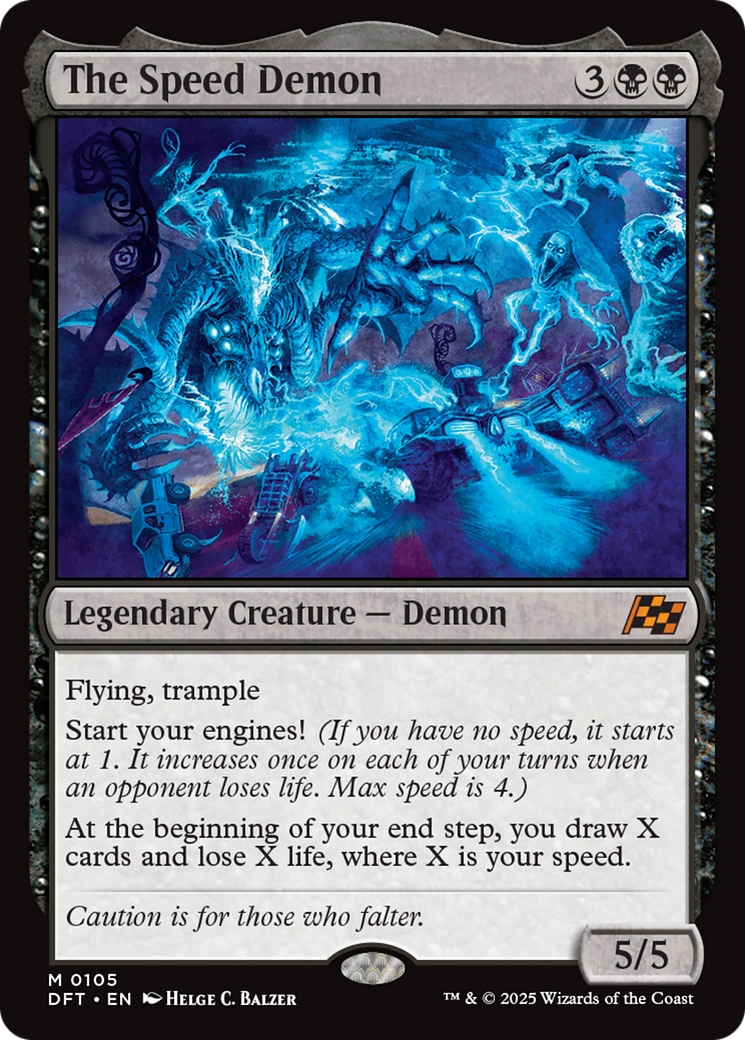 The Speed Demon 3
Legendary Creature — Demon
Flying, trample
Start your engines! (If you have no speed, it starts
at 1. It increases once on each of your turns when
an opponent loses life. Max speed is 4.)
At the beginning of your end step, you draw X
cards and lose X life, where X is your speed.
Caution is for those who falter.
5/5
M 0105
DFT • EN Helge C. Balzer
™ & © 2025 Wizards of the Coast